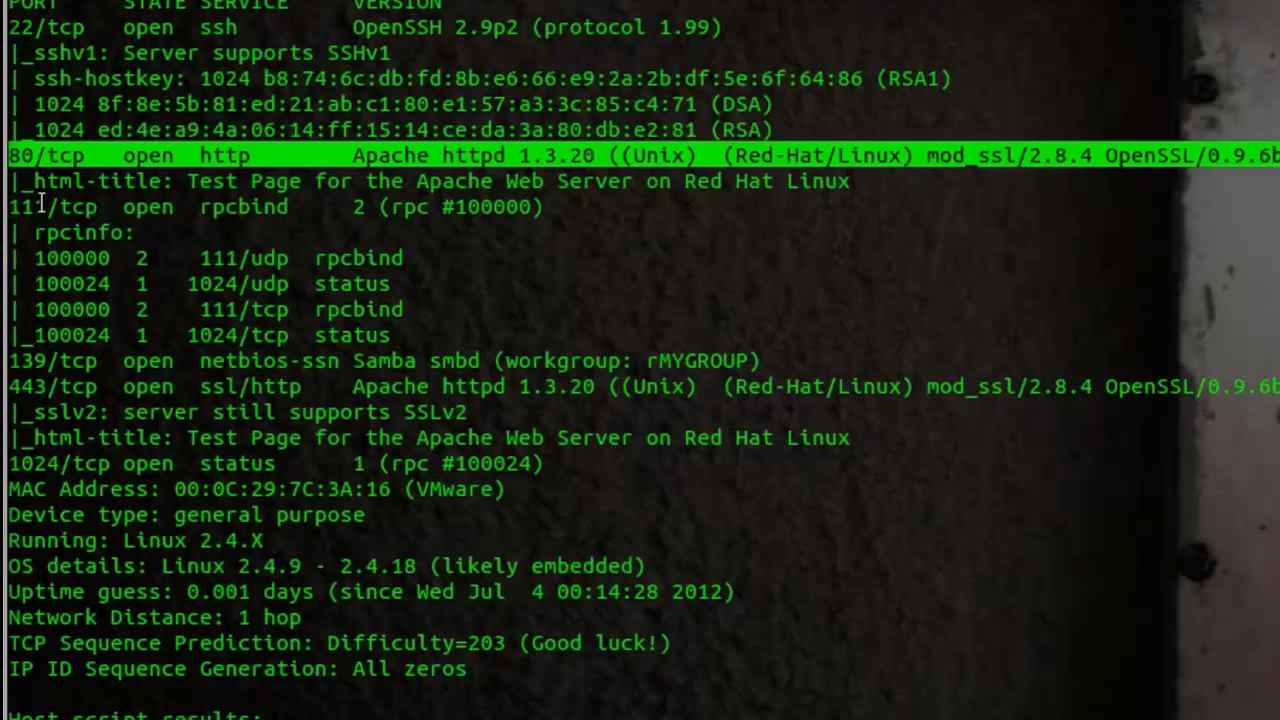 PORT STATE SERVICE VERSION
22/tcp open ssh OpenSSH 2.9p2 (protocol 1.99)
|_sshv1: Server supports SSHv1
| ssh-hostkey: 1024 b8:74:6c:db:fd:8b:e6:66:e9:2a:2b:df:5e:6f:64:86 (RSA1)
| 1024 8f:8e:5b:81:ed:21:ab:c1:80:e1:57:a3:3c:85:c4:71 (DSA)
|_1024 ed:4e:a9:4a:06:14:ff:15:14:ce:da:3a:80:db:e2:81 (RSA)
80/tcp open http Apache httpd 1.3.20 ((Unix) (Red-Hat/Linux) mod_ssl/2.8.4 OpenSSL/0.9.6b
|_html-title: Test Page for the Apache Web Server on Red Hat Linux
111/tcp open rpcbind 2 (rpc #100000)
| rpcinfo:
| 100000 2 111/udp rpcbind
| 100024 1 1024/udp status
| 100000 2 111/tcp rpcbind
|_100024 1 1024/tcp status
139/tcp open netbios-ssn Samba smbd (workgroup: rMYGROUP)
443/tcp open ssl/http Apache httpd 1.3.20 ((Unix) (Red-Hat/Linux) mod_ssl/2.8.4 OpenSSL/0.9.6b
|_sslv2: server still supports SSLv2
|_html-title: Test Page for the Apache Web Server on Red Hat Linux
1024/tcp open status 1 (rpc #100024)
MAC Address: 00:0C:29:7C:3A:16 (VMware)
Device type: general purpose
Running: Linux 2.4.X
OS details: Linux 2.4.9 - 2.4.18 (likely embedded)
Uptime guess: 0.001 days (since Wed Jul 4 00:14:28 2012)
Network Distance: 1 hop
TCP Sequence Prediction: Difficulty=203 (Good luck!)
IP ID Sequence Generation: All zeros
Host script results: